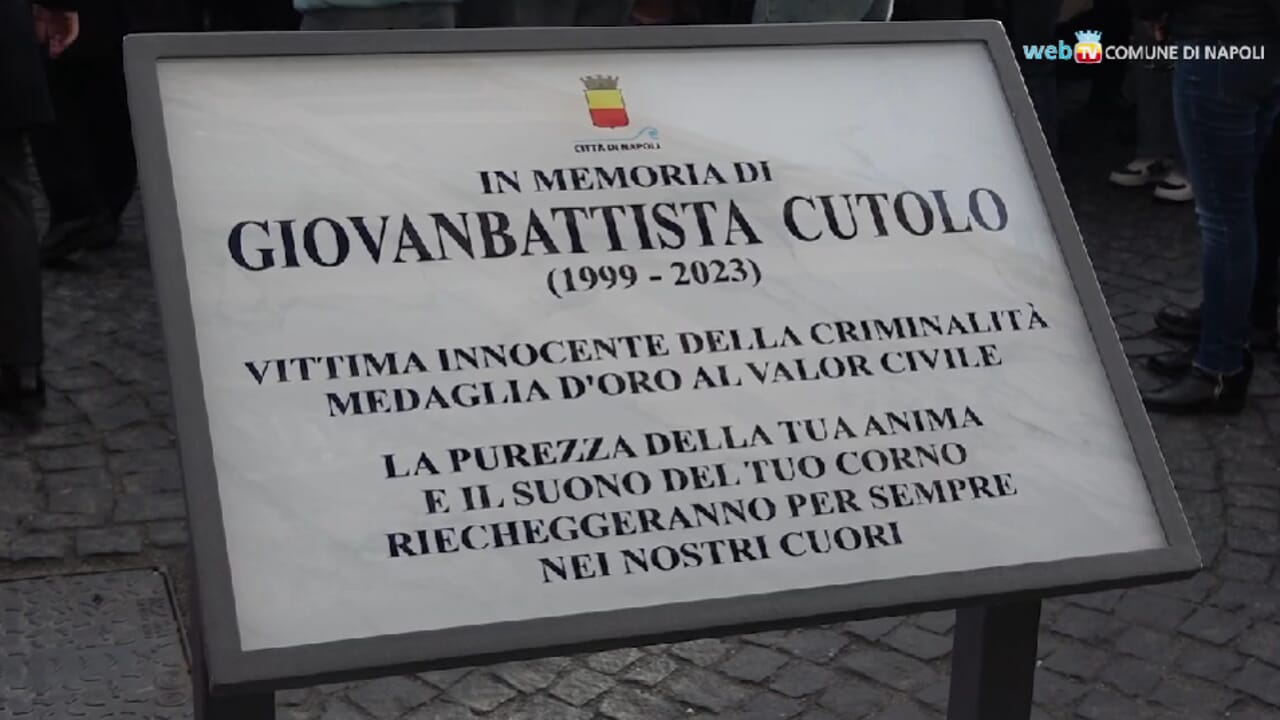 web TV COMUNE DI NAPOLI
CITTÀ DI NAPOLI
IN MEMORIA DI
GIOVANBATTISTA CUTOLO
(1999 - 2023)
VITTIMA INNOCENTE DELLA CRIMINALITÀ
MEDAGLIA D'ORO AL VALOR CIVILE
LA PUREZZA DELLA TUA ANIMA
E IL SUONO DEL TUO CORNO
RIECHEGGERANNO PER SEMPRE
NEI NOSTRI CUORI